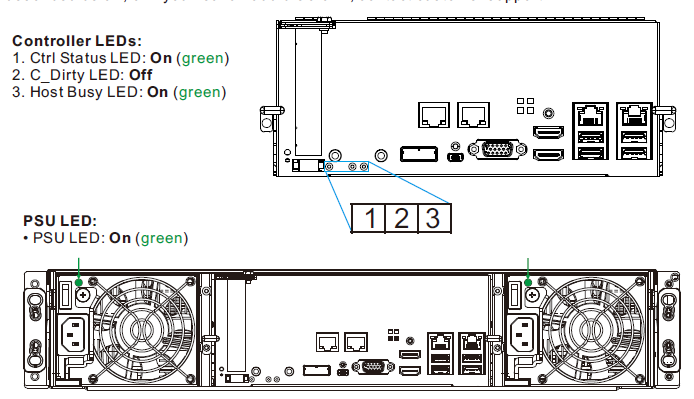 Controller LEDs:
1. Ctrl Status LED: On (green)
2. C_Dirty LED: Off
3. Host Busy LED: On (green)
1 2 3
PSU LED:
• PSU LED: On (green)